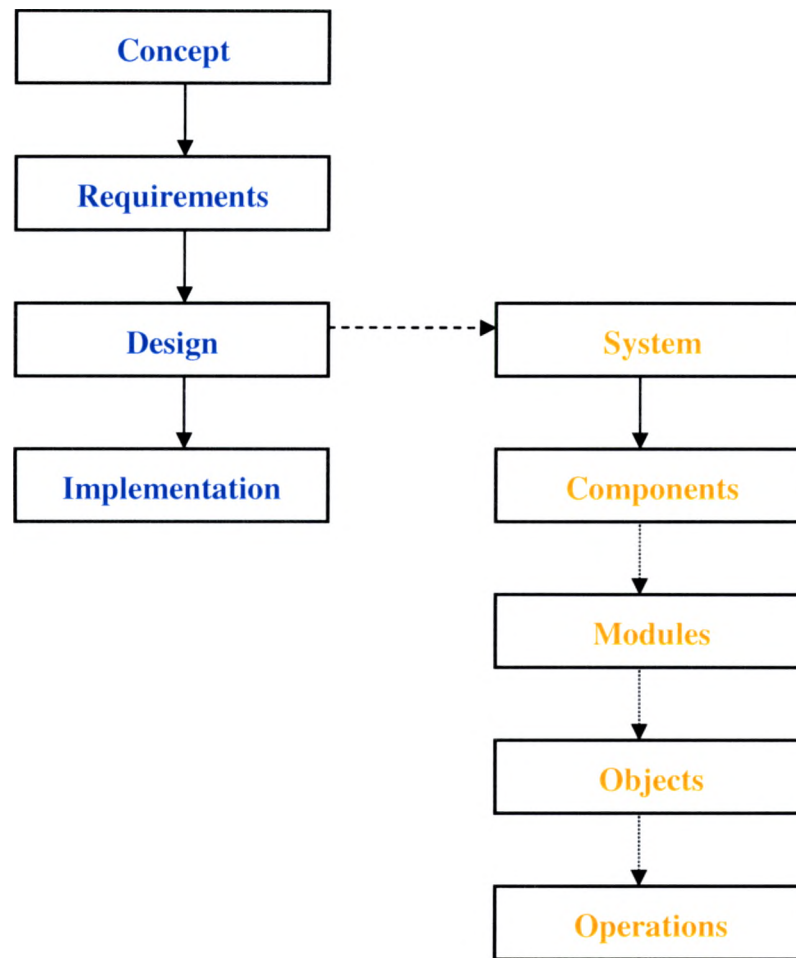 Concept
Requirements
Design
Implementation
System
Components
Modules
Objects
Operations